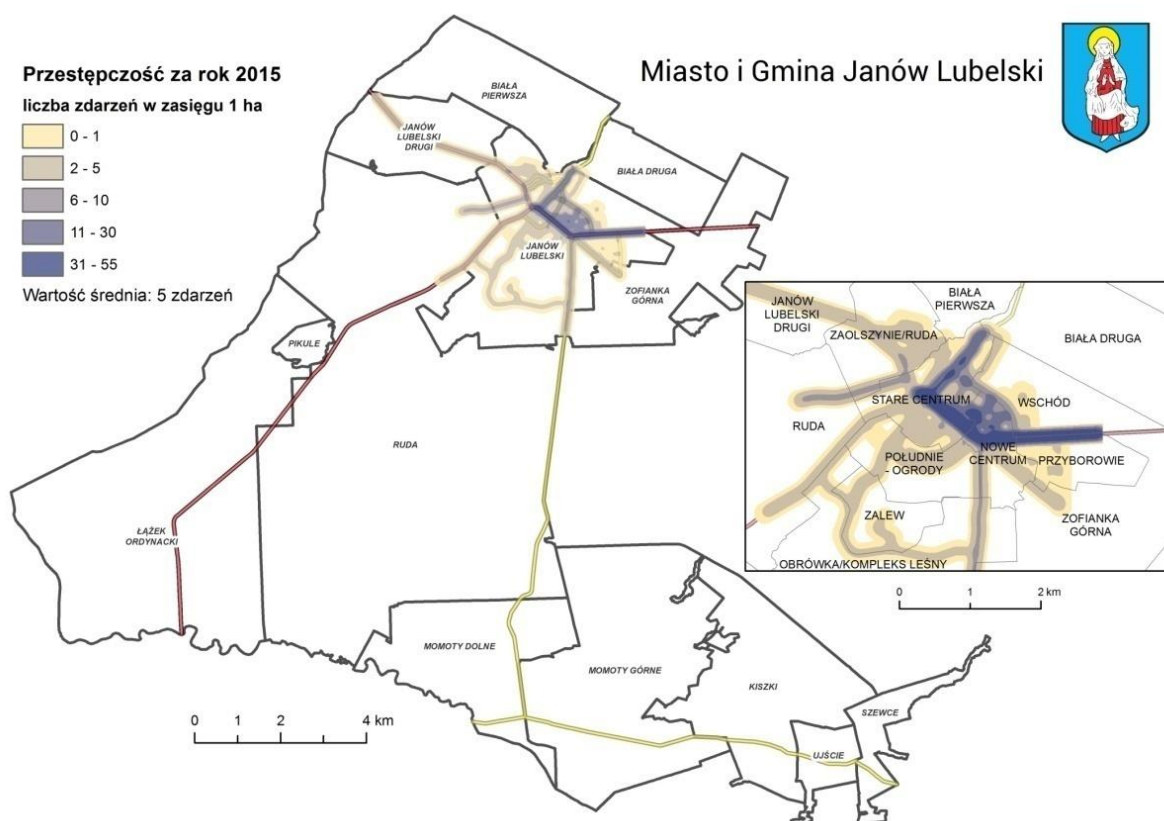 Miasto i Gmina Janów Lubelski
Przestępczość za rok 2015
liczba zdarzeń w zasięgu 1 ha
0 - 1
2 - 5
6 - 10
11 - 30
31 - 55
Wartość średnia: 5 zdarzeń
BIAŁA
PIERWSZA
JANÓW
LUBELSKI
DRUGI
BIAŁA DRUGA
JANÓW
LUBELSKI
ZOFIANKA
GÓRNA
PIKULE
RUDA
ŁĄŻEK
ORDYNACKI
MOMOTY DOLNE
MOMOTY GÓRNE
KISZKI
SZEWCE
UJŚCIE
0 1 2 4 km
JANÓW
LUBELSKI
DRUGI
BIAŁA
PIERWSZA
ZAOLSZYNIE/RUDA
BIAŁA DRUGA
STARE CENTRUM
WSCHÓD
RUDA
NOWE
CENTRUM
POŁUDNIE
- OGRODY
PRZYBOROWIE
ZALEW
ZOFIANKA
GÓRNA
OBRÓWKA/KOMPLEKS LEŚNY
0 1 2 km